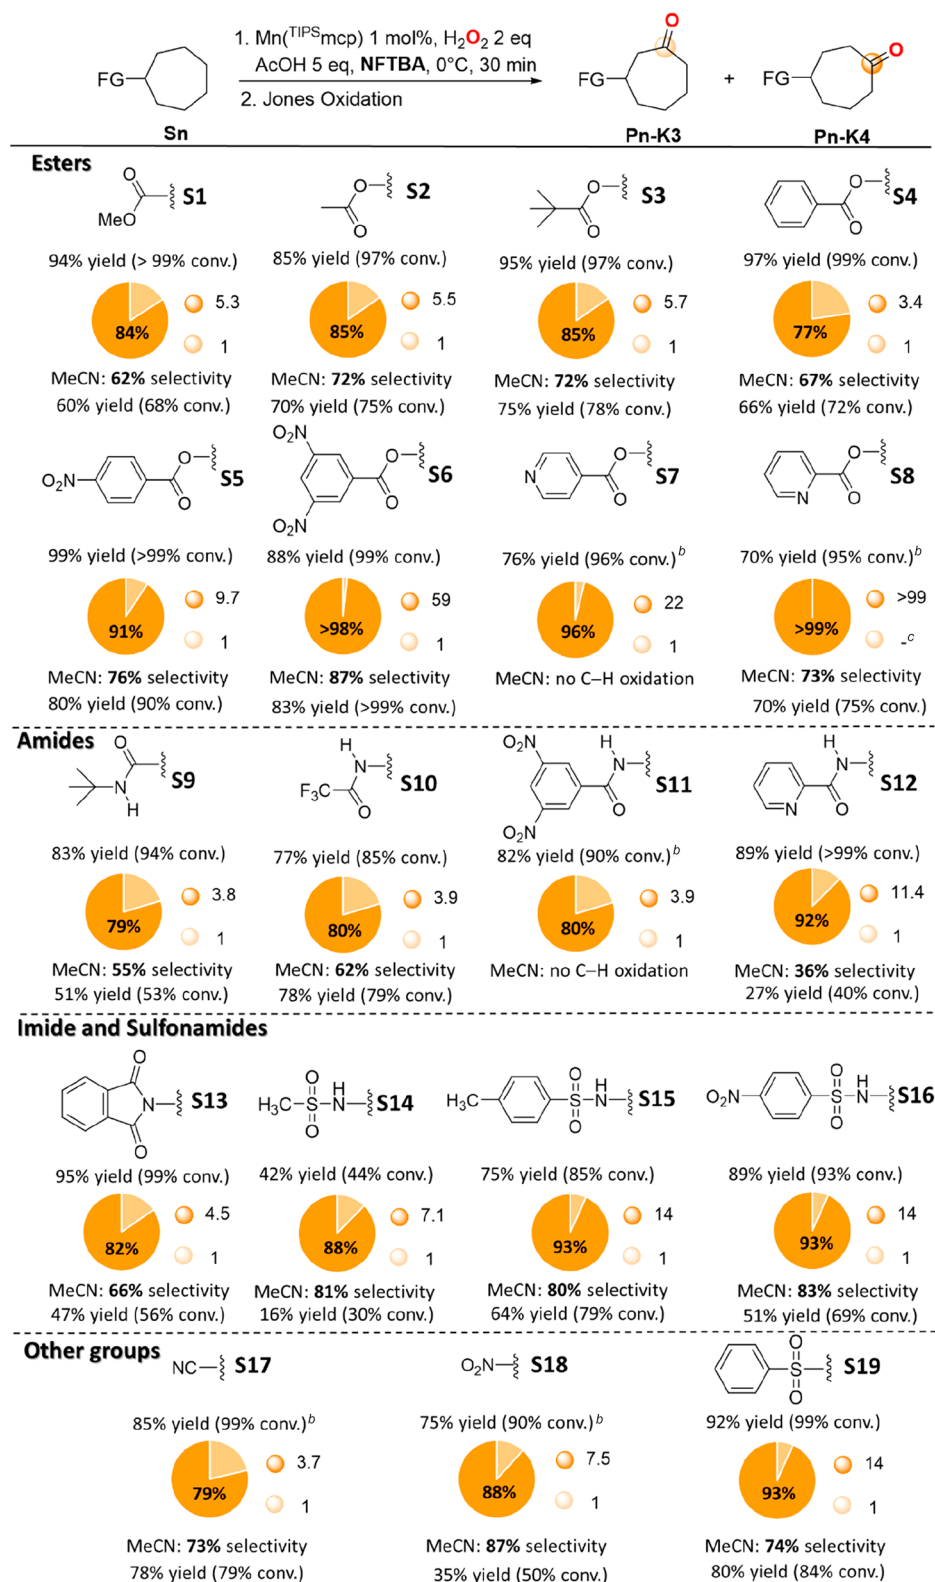 1. Mn(TIPSmcp) 1 mol%, H2O2 2 eq
AcOH 5 eq, NFTBA, 0°C, 30 min
2. Jones Oxidation
FG
FG
O
+
FG
O
Sn
Pn-K3
Pn-K4
Esters
O
MeO
S1
O
O
S2
O
O
S3
O
O
S4
94% yield (> 99% conv.)
85% yield (97% conv.)
95% yield (97% conv.)
97% yield (99% conv.)
84%
5.3
1
85%
5.5
1
85%
5.7
1
77%
3.4
1
MeCN: 62% selectivity
60% yield (68% conv.)
MeCN: 72% selectivity
70% yield (75% conv.)
MeCN: 72% selectivity
75% yield (78% conv.)
MeCN: 67% selectivity
66% yield (72% conv.)
O2N
O
O
S5
O2N
O2N
O
O
S6
N
O
O
S7
N
O
O
S8
99% yield (>99% conv.)
88% yield (99% conv.)
76% yield (96% conv.)b
70% yield (95% conv.)b
91%
9.7
1
>98%
59
1
96%
22
1
>99%
>99
-c
MeCN: 76% selectivity
80% yield (90% conv.)
MeCN: 87% selectivity
83% yield (>99% conv.)
MeCN: no C–H oxidation
MeCN: 73% selectivity
70% yield (75% conv.)
Amides
O
N
H
S9
H
N
F3C
O
S10
O2N
O2N
H
N
O
S11
H
N
N
O
S12
83% yield (94% conv.)
77% yield (85% conv.)
82% yield (90% conv.)b
89% yield (>99% conv.)
79%
3.8
1
80%
3.9
1
80%
3.9
1
92%
11.4
1
MeCN: 55% selectivity
51% yield (53% conv.)
MeCN: 62% selectivity
78% yield (79% conv.)
MeCN: no C–H oxidation
MeCN: 36% selectivity
27% yield (40% conv.)
Imide and Sulfonamides
O
N
O
S13
O
H
H3C
S
N
O
S14
H3C
O
H
S
N
O
S15
O2N
O
H
S
N
O
S16
95% yield (99% conv.)
42% yield (44% conv.)
75% yield (85% conv.)
89% yield (93% conv.)
82%
4.5
1
88%
7.1
1
93%
14
1
93%
14
1
MeCN: 66% selectivity
47% yield (56% conv.)
MeCN: 81% selectivity
16% yield (30% conv.)
MeCN: 80% selectivity
64% yield (79% conv.)
MeCN: 83% selectivity
51% yield (69% conv.)
Other groups
NC
S17
O2N
S18
O
S
O
S19
85% yield (99% conv.)b
75% yield (90% conv.)b
92% yield (99% conv.)
79%
3.7
1
88%
7.5
1
93%
14
1
MeCN: 73% selectivity
78% yield (79% conv.)
MeCN: 87% selectivity
35% yield (50% conv.)
MeCN: 74% selectivity
80% yield (84% conv.)